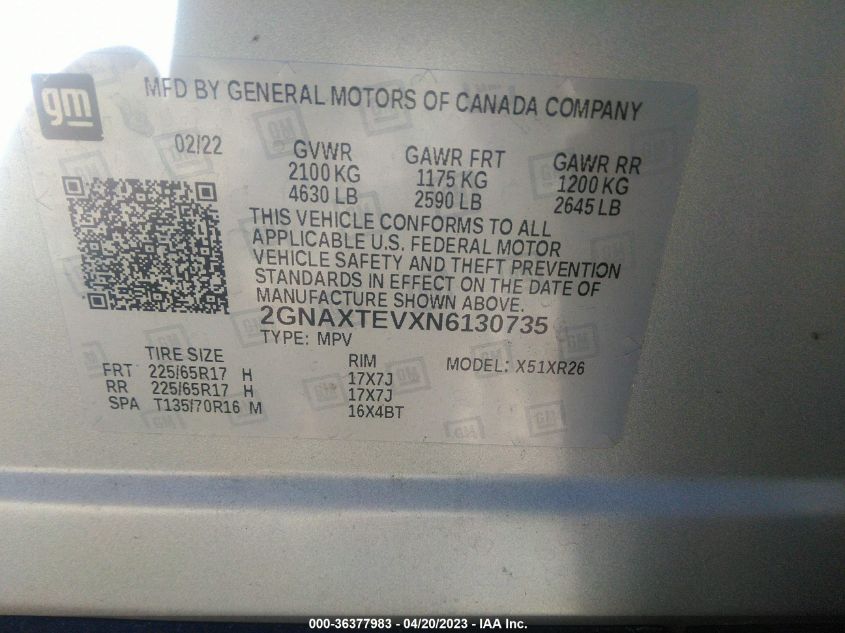 gm
MFD BY GENERAL MOTORS OF CANADA COMPANY
02/22
GVWR
2100 KG
4630 LB
GAWR FRT
1175 KG
2590 LB
GAWR RR
1200 KG
2645 LB
THIS VEHICLE CONFORMS TO ALL
APPLICABLE U.S. FEDERAL MOTOR
VEHICLE SAFETY AND THEFT PREVENTION
STANDARDS IN EFFECT ON THE DATE OF
MANUFACTURE SHOWN ABOVE.
2GNAXTEVXN6130735
TYPE: MPV
MODEL: X51XR26
TIRE SIZE RIM
FRT 225/65R17 H 17X7J
RR 225/65R17 H 17X7J
SPA T135/70R16 M 16X4BT
000-36377983 - 04/20/2023 - IAA Inc.